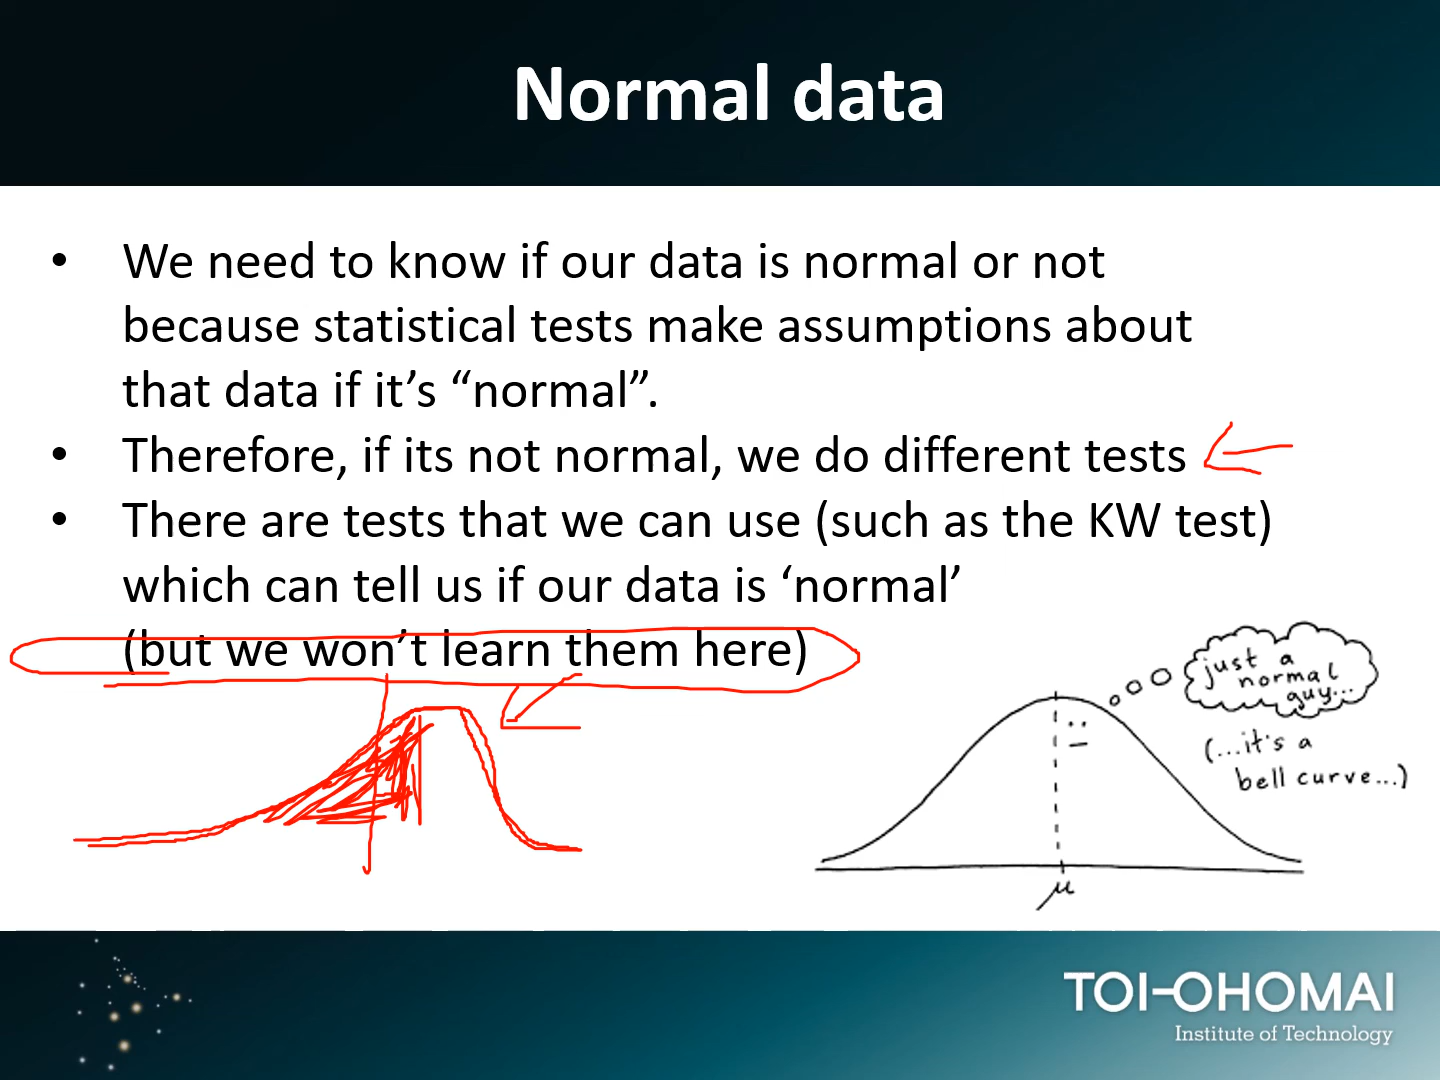 Normal data
• We need to know if our data is normal or not
because statistical tests make assumptions about
that data if it’s “normal”.
• Therefore, if its not normal, we do different tests
• There are tests that we can use (such as the KW test)
which can tell us if our data is ‘normal’
(but we won’t learn them here)
just a
normal
guy...
(...it's a
bell curve...)
μ
TOI-OHOMAI
Institute of Technology